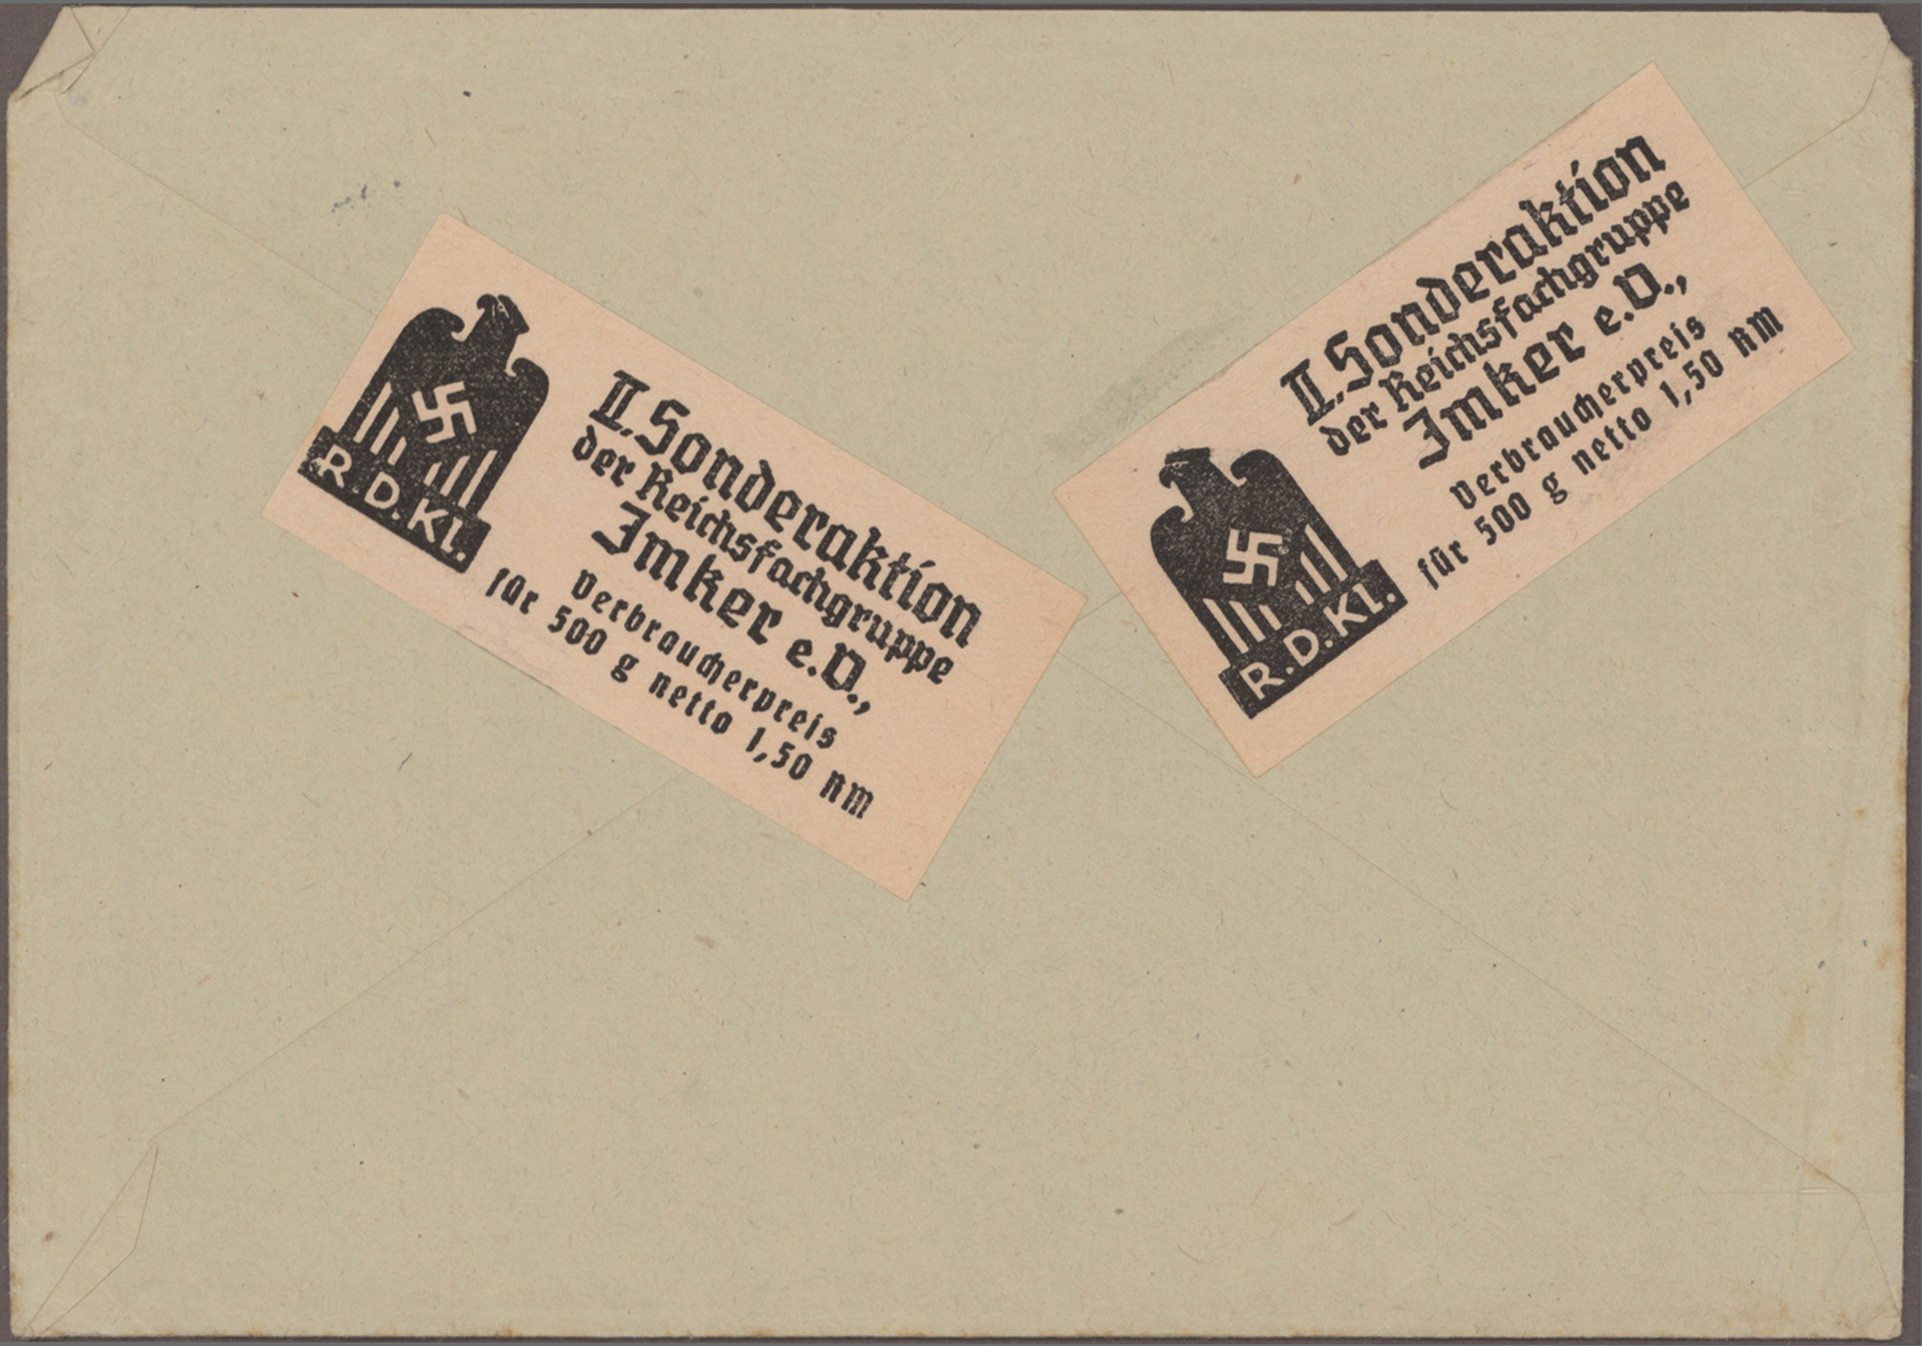 R.D.Kl.
II. Sonderaktion
der Reichsfachgruppe
Imker e.V.,
Verbraucherpreis
für 500 g netto 1,50 RM
R.D.Kl.
II. Sonderaktion
der Reichsfachgruppe
Imker e.V.,
Verbraucherpreis
für 500 g netto 1,50 RM